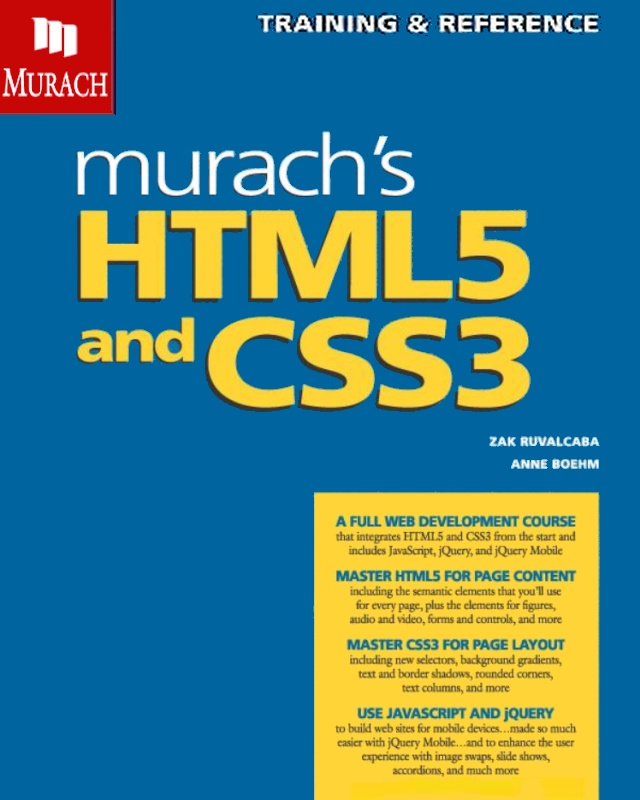 TRAINING & REFERENCE
MURACH
murach's
HTML5
and CSS3
ZAK RUVALCABA
ANNE BOEHM
A FULL WEB DEVELOPMENT COURSE
that integrates HTML5 and CSS3 from the start and
includes JavaScript, jQuery, and jQuery Mobile
MASTER HTML5 FOR PAGE CONTENT
including the semantic elements that you'll use
for every page, plus the elements for figures,
audio and video, forms and controls, and more
MASTER CSS3 FOR PAGE LAYOUT
including new selectors, background gradients,
text and border shadows, rounded corners,
text columns, and more
USE JAVASCRIPT AND jQUERY
to build web sites for mobile devices...made so much
easier with jQuery Mobile...and to enhance the user
experience with image swaps, slide shows,
accordions, and much more